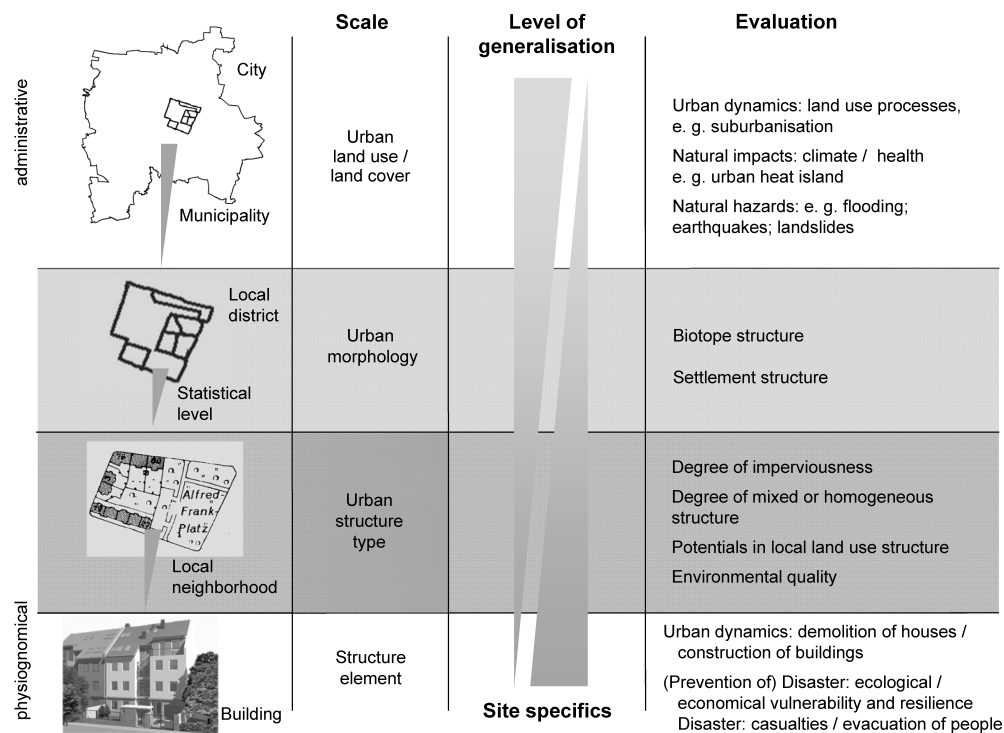 Scale
Level of
generalisation
Evaluation
administrative
City
Municipality
Urban
land use /
land cover
Urban dynamics: land use processes,
e. g. suburbanisation
Natural impacts: climate / health
e. g. urban heat island
Natural hazards: e. g. flooding;
earthquakes; landslides
Local
district
Statistical
level
Urban
morphology
Biotope structure
Settlement structure
Alfred-
Frank-
Platz
Local
neighborhood
Urban
structure
type
Degree of imperviousness
Degree of mixed or homogeneous
structure
Potentials in local land use structure
Environmental quality
physiognomical
Building
Structure
element
Site specifics
Urban dynamics: demolition of houses /
construction of buildings
(Prevention of) Disaster: ecological /
economical vulnerability and resilience
Disaster: casualties / evacuation of people